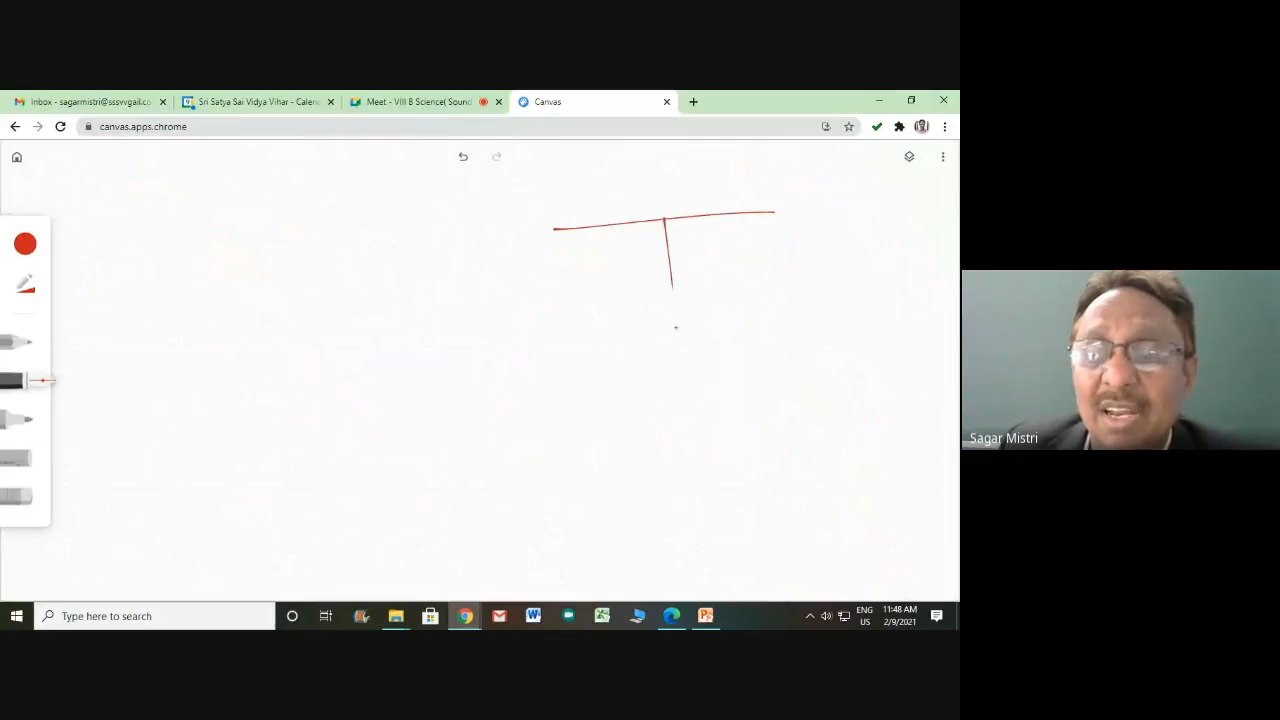 Inbox - sagarmistri@sssvvgail.co
Sri Satya Sai Vidya Vihar - Calen
Meet - VIII B Science( Sound
Canvas
canvas.apps.chrome
Sagar Mistri
Type here to search
ENG
US
11:48 AM
2/9/2021